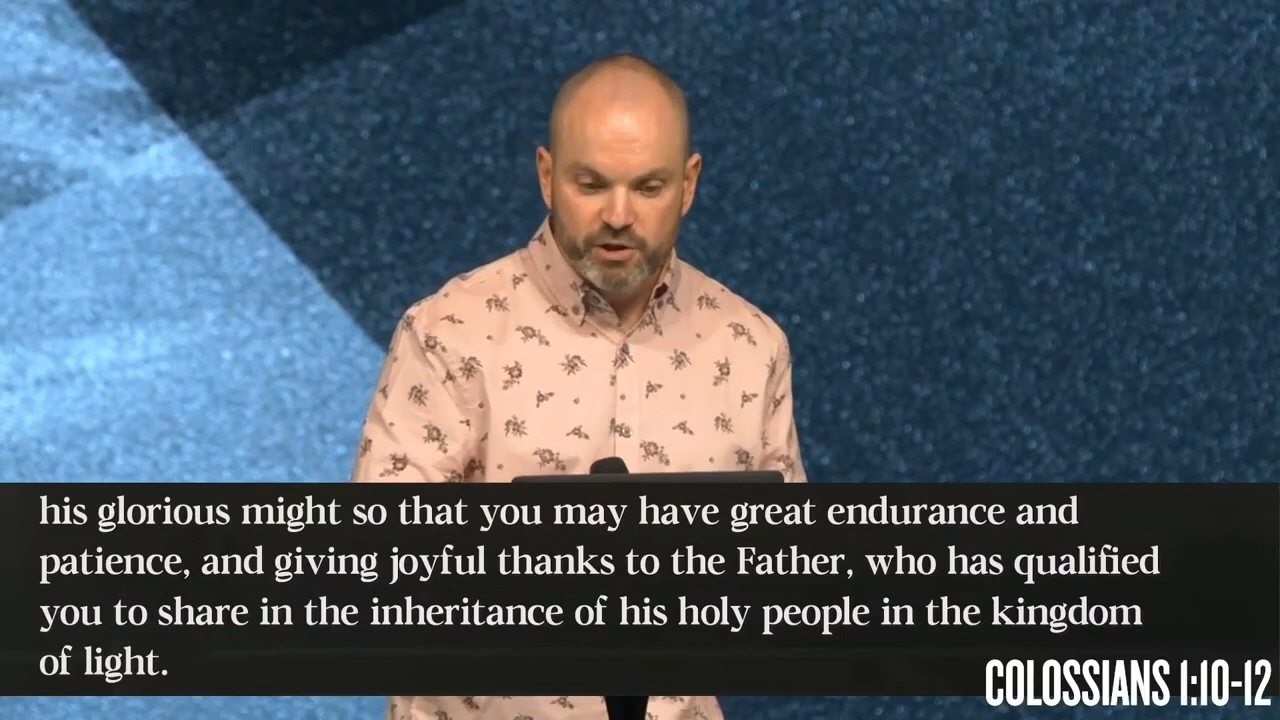 his glorious might so that you may have great endurance and
patience, and giving joyful thanks to the Father, who has qualified
you to share in the inheritance of his holy people in the kingdom
of light.
COLOSSIANS 1:10-12